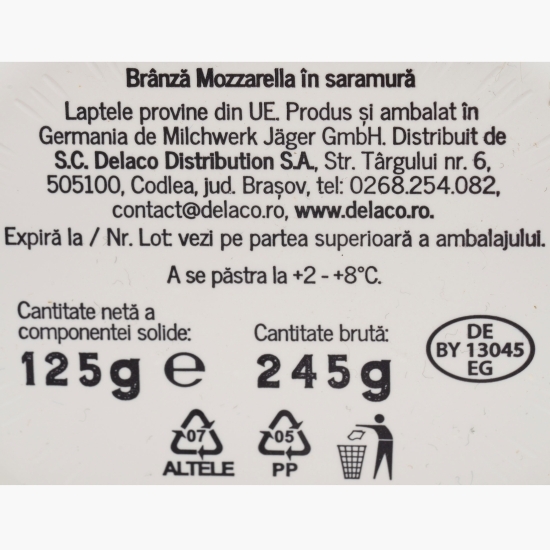 Brânză Mozzarella în saramură
Laptele provine din UE. Produs și ambalat în
Germania de Milchwerk Jäger GmbH. Distribuit de
S.C. Delaco Distribution S.A., Str. Târgului nr. 6,
505100, Codlea, jud. Brașov, tel: 0268.254.082,
contact@delaco.ro, www.delaco.ro.
Expiră la / Nr. Lot: vezi pe partea superioară a ambalajului.
A se păstra la +2 - +8°C.
Cantitate netă a
componentei solide:
125g ℮
Cantitate brută:
245g
DE
BY 13045
EG
07
ALTELE
05
PP